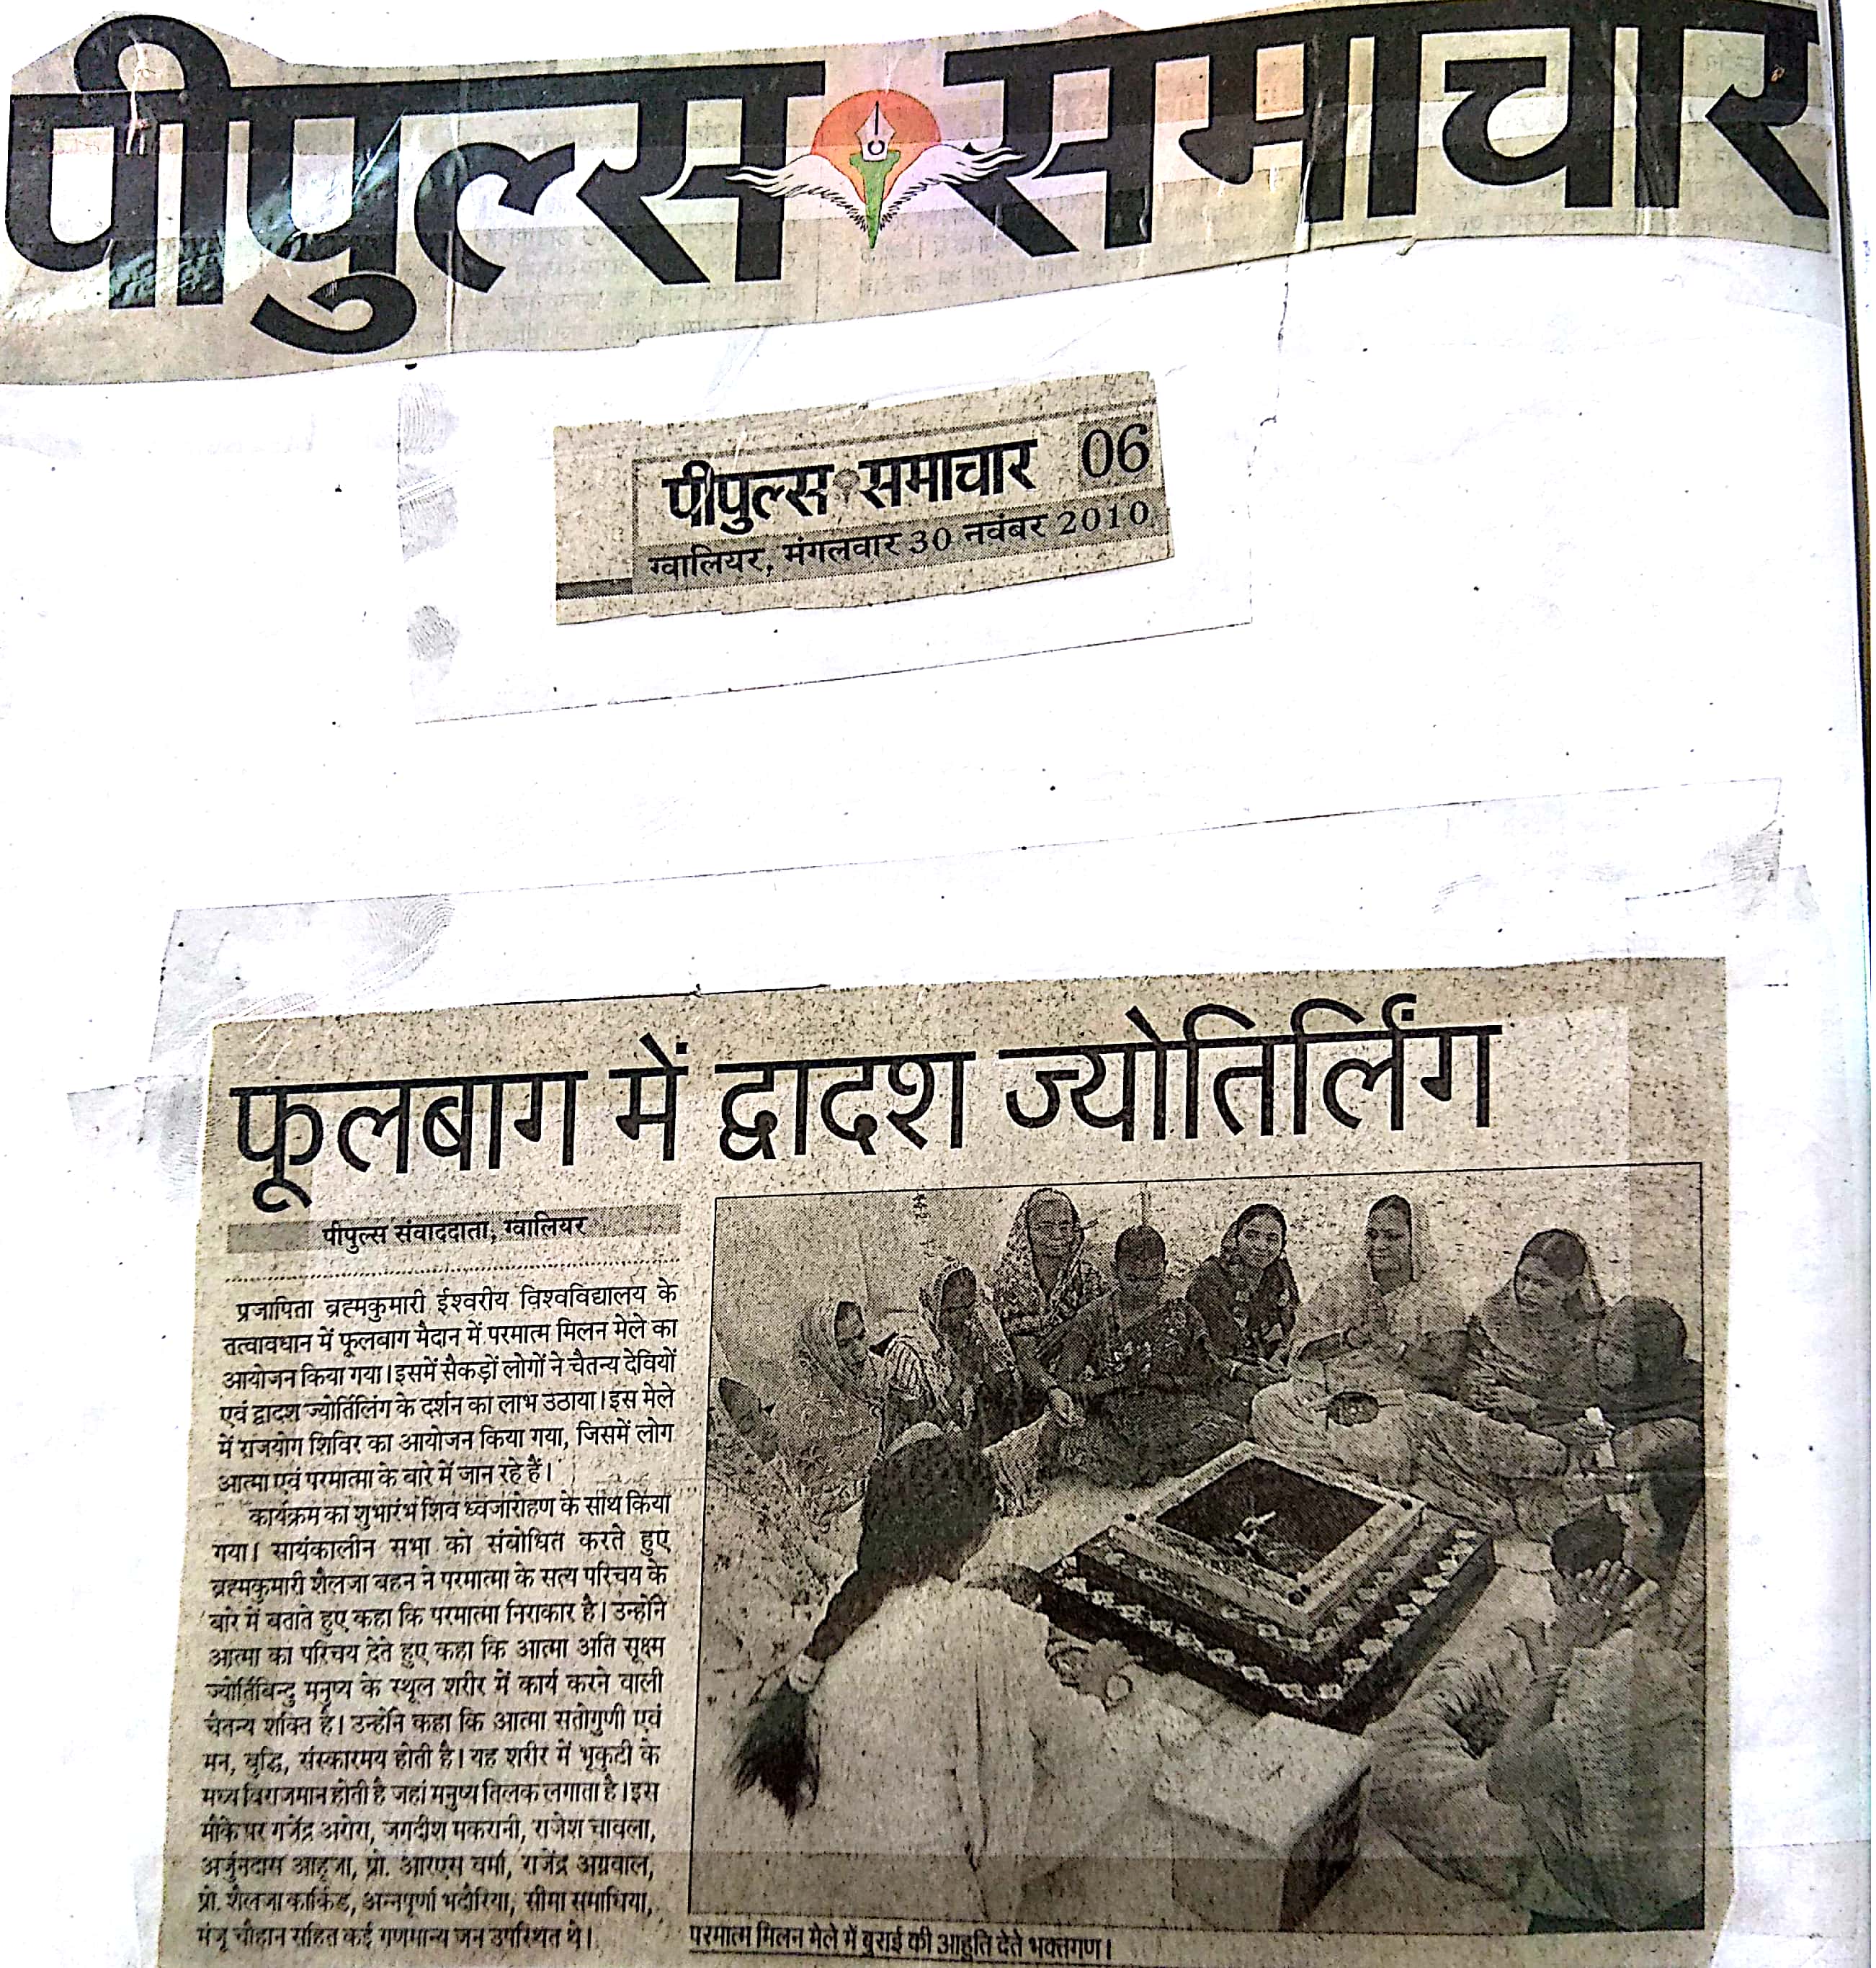 पीपुल्स समाचार
पीपुल्स समाचार 06
ग्वालियर, मंगलवार 30 नवंबर 2010
फूलबाग में द्वादश ज्योतिर्लिंग
पीपुल्स संवाददाता, ग्वालियर
प्रजापिता ब्रह्मकुमारी ईश्वरीय विश्वविद्यालय के
तत्वावधान में फूलबाग मैदान में परमात्म मिलन मेले का
आयोजन किया गया। इसमें सैकड़ों लोगों ने चैतन्य देवियों
एवं द्वादश ज्योर्तिलिंग के दर्शन का लाभ उठाया। इस मेले
में राजयोग शिविर का आयोजन किया गया, जिसमें लोग
आत्मा एवं परमात्मा के बारे में जान रहे हैं।
कार्यक्रम का शुभारंभ शिव ध्वजारोहण के साथ किया
गया। सायंकालीन सभा को संबोधित करते हुए
ब्रह्मकुमारी शैलजा बहन ने परमात्मा के सत्य परिचय के
बारे में बताते हुए कहा कि परमात्मा निराकार है। उन्होंने
आत्मा का परिचय देते हुए कहा कि आत्मा अति सूक्ष्म
ज्योर्तिबिन्दु मनुष्य के स्थूल शरीर में कार्य करने वाली
चैतन्य शक्ति है। उन्होंने कहा कि आत्मा सतोगुणी एवं
मन, बुद्धि, संस्कारमय होती है। यह शरीर में भृकुटी के
मध्य विराजमान होती है जहां मनुष्य तिलक लगाता है। इस
मौके पर गजेंद्र अरोरा, जगदीश मकरानी, राजेश चावला,
अर्जुनदास आहूजा, प्रो. आरएस वर्मा, राजेंद्र अग्रवाल,
प्रो. शैलजा काकिंड, अन्नपूर्णा भदौरिया, सीमा समाधिया,
मंजू चौहान सहित कई गणमान्य जन उपस्थित थे।
परमात्म मिलन मेले में बुराई की आहुति देते भक्तगण।